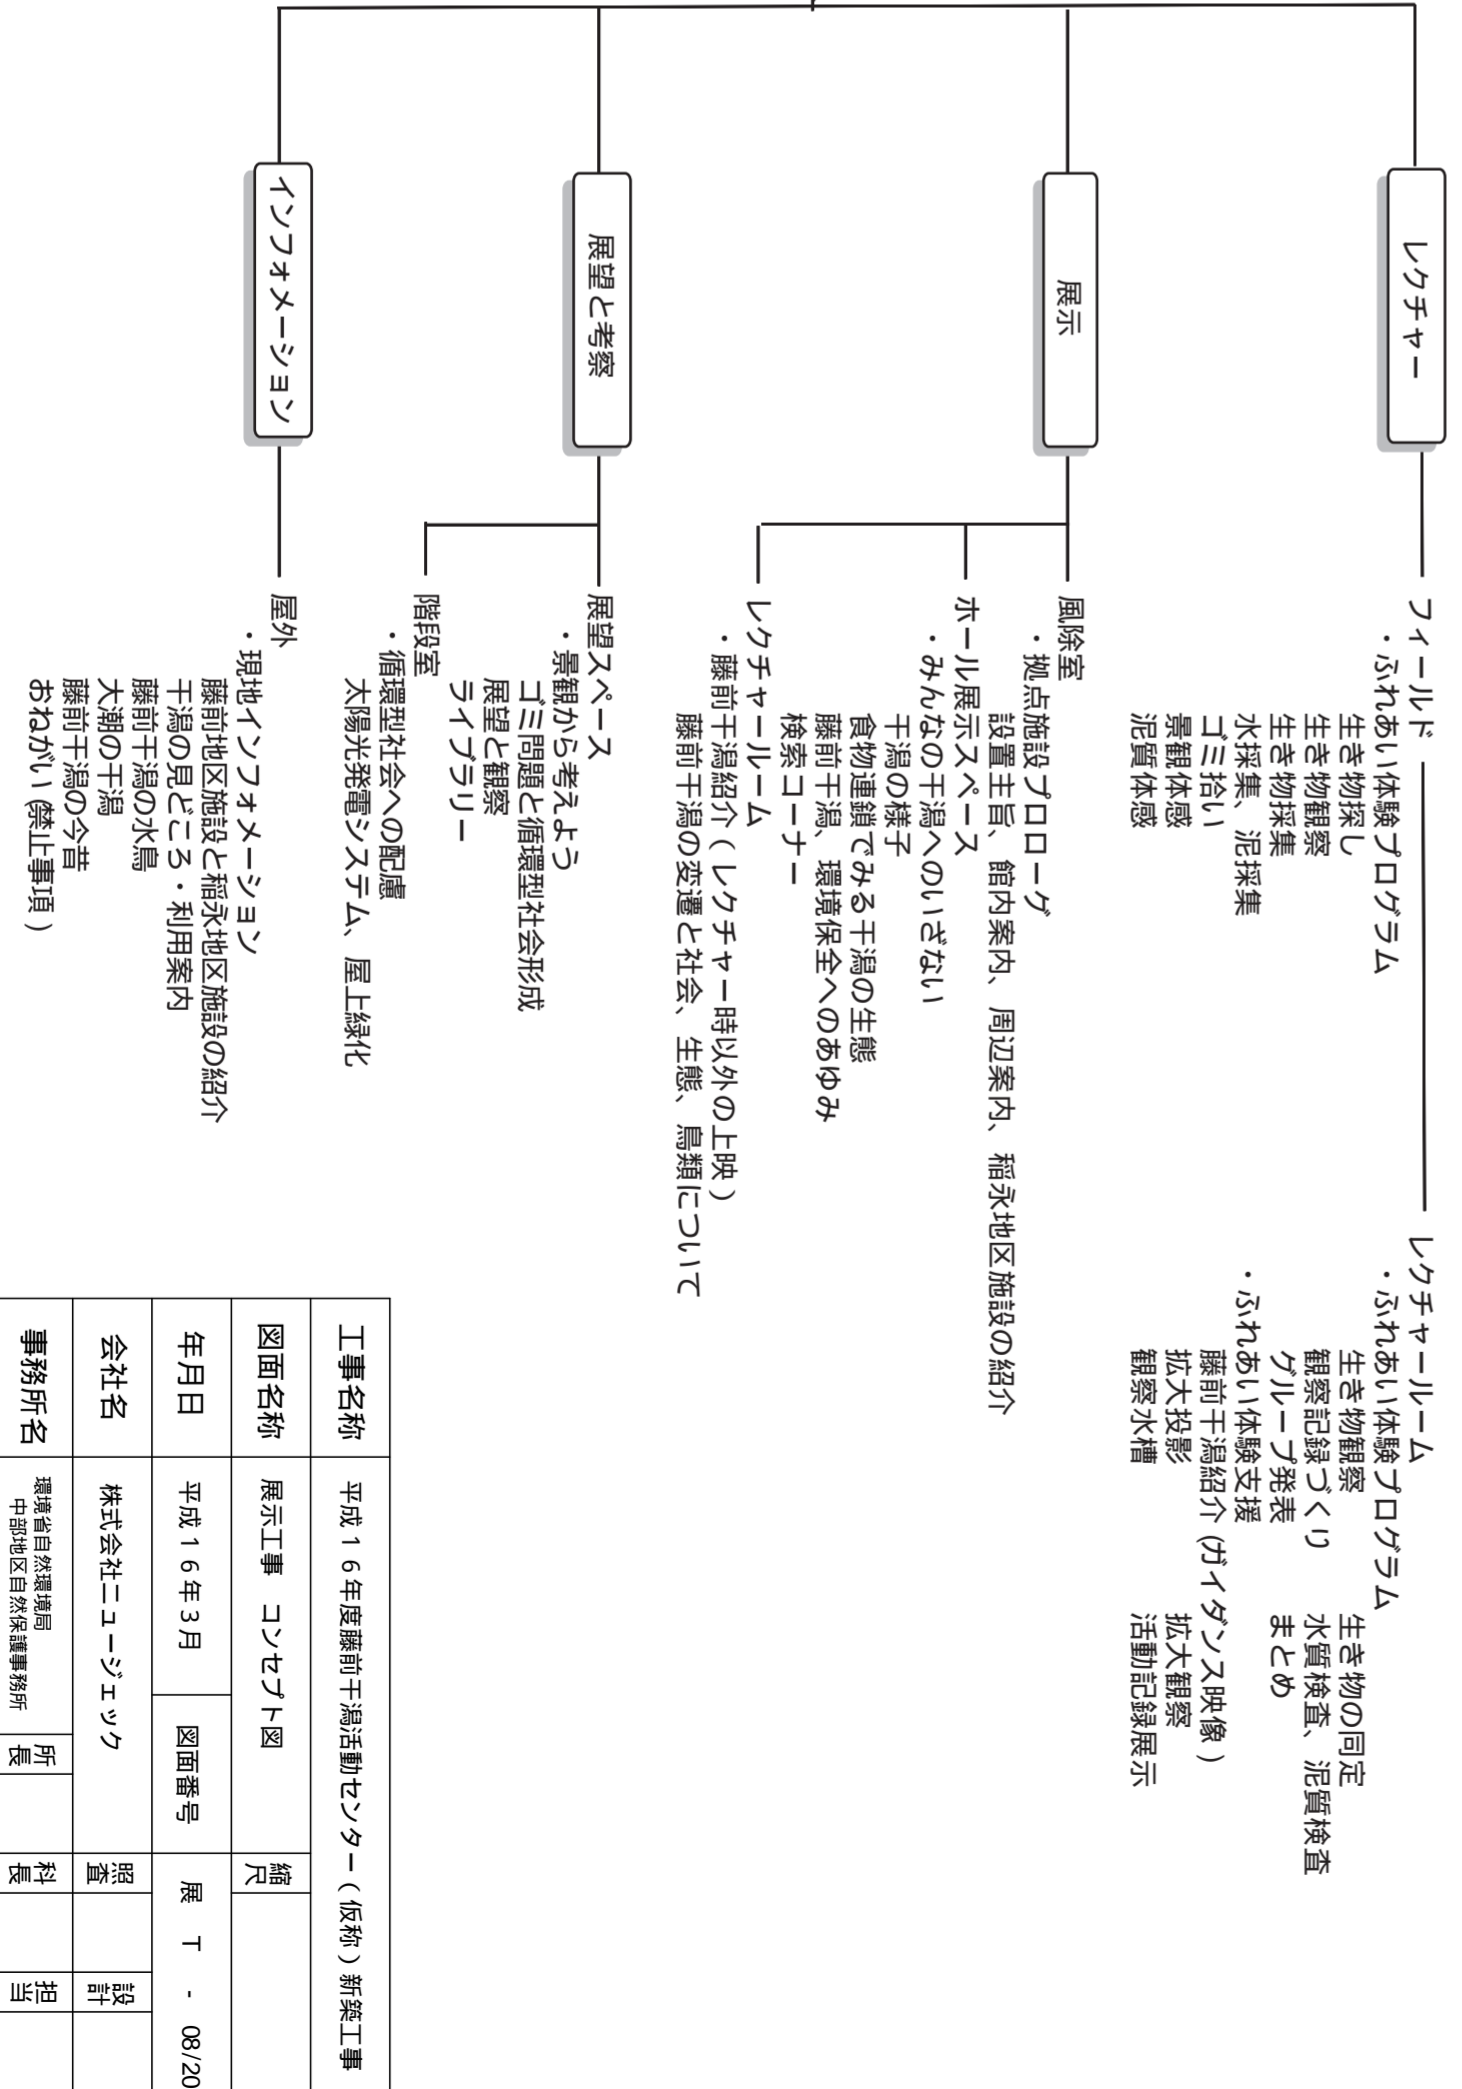 レクチャー
フィールド
・ふれあい体験プログラム
生き物探し
生き物観察
生き物採集
水採集、泥採集
ゴミ拾い
景観体感
泥質体感
レクチャールーム
・ふれあい体験プログラム
生き物観察　生き物の同定
観察記録づくり　水質検査、泥質検査
グループ発表　まとめ
・ふれあい体験支援
藤前干潟紹介（ガイダンス映像）
拡大投影　拡大観察
観察水槽　活動記録展示
展示
風除室
・拠点施設プロローグ
設置主旨、館内案内、周辺案内、稲永地区施設の紹介
ホール展示スペース
・みんなの干潟へのいざない
干潟の様子
食物連鎖でみる干潟の生態
藤前干潟、環境保全へのあゆみ
検索コーナー
レクチャールーム
・藤前干潟紹介（レクチャー時以外の上映）
藤前干潟の変遷と社会、生態、鳥類について
展望と考察
展望スペース
・景観から考えよう
ゴミ問題と循環型社会形成
展望と観察
ライブラリー
階段室
・循環型社会への配慮
太陽光発電システム、屋上緑化
インフォメーション
屋外
・現地インフォメーション
藤前地区施設と稲永地区施設の紹介
干潟の見どころ・利用案内
藤前干潟の水鳥
大潮の干潟
藤前干潟の今昔
おねがい（禁止事項）
工事名称　平成１６年度藤前干潟活動センター（仮称）新築工事
図面名称　展示工事　コンセプト図　縮尺
年月日　平成１６年３月　図面番号　展　T　-　08/20
会社名　株式会社ニュージェック　照査　設計
事務所名　環境省自然環境局
中部地区自然保護事務所　所長　科長　担当